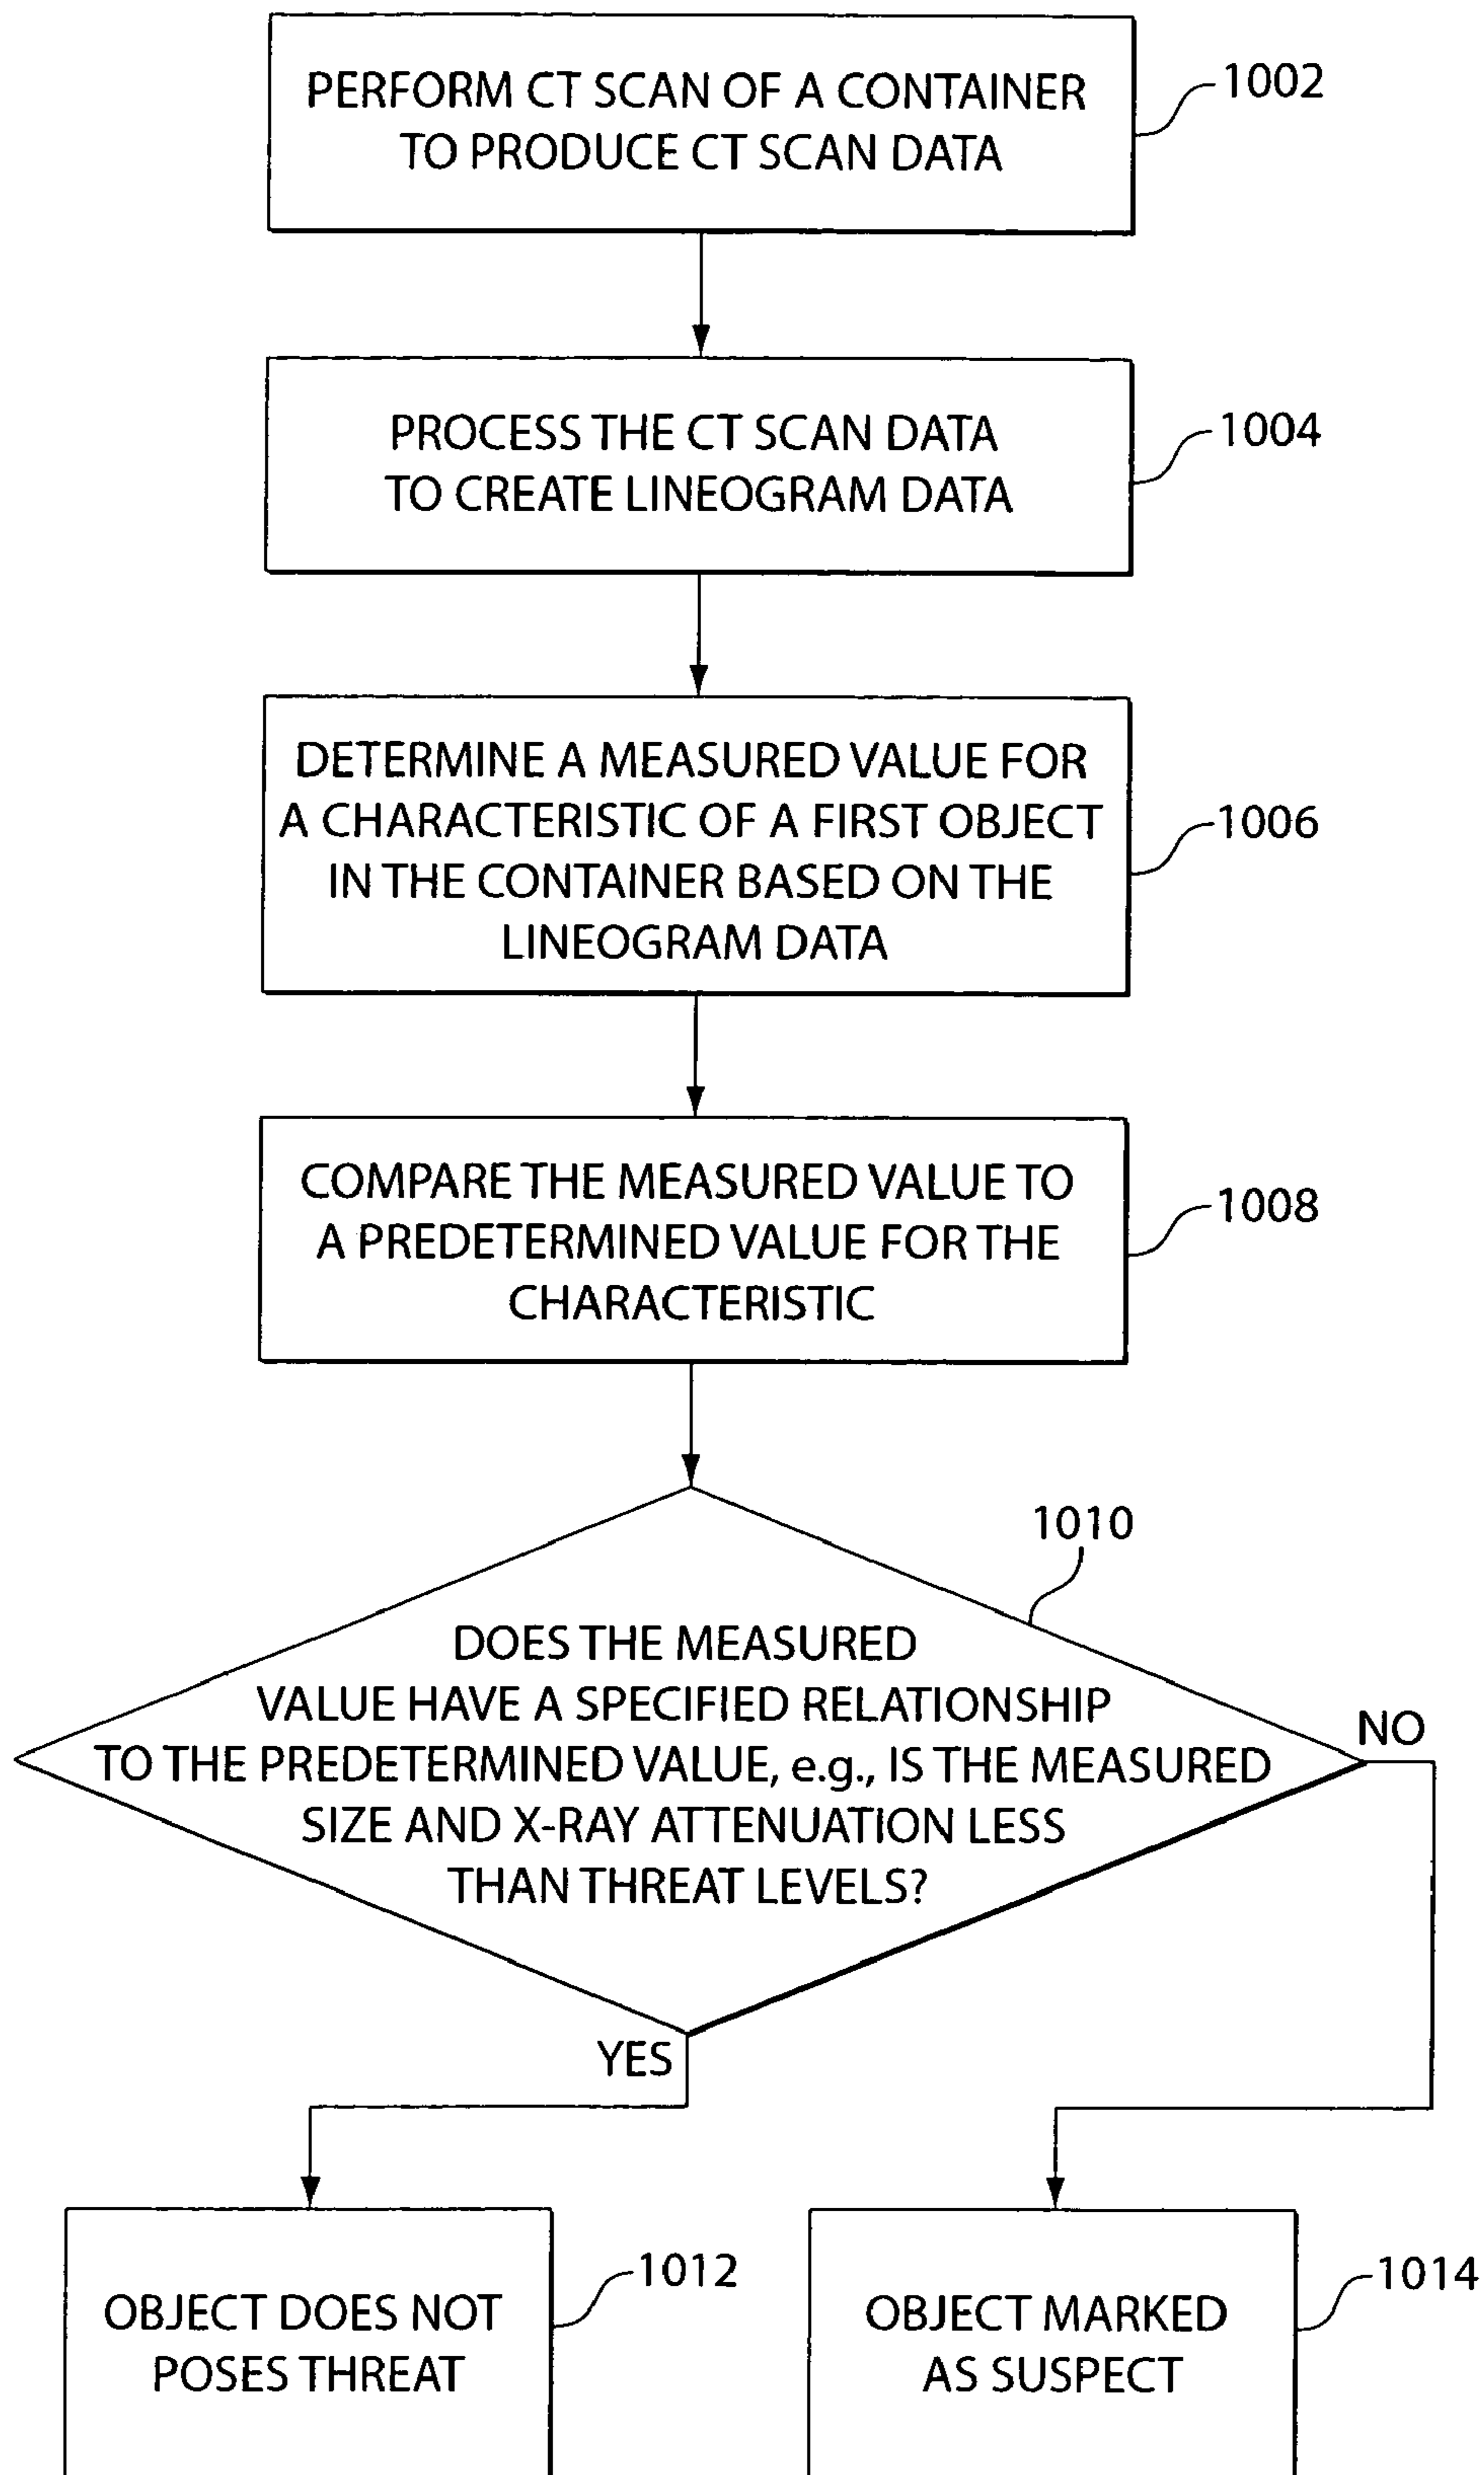 PERFORM CT SCAN OF A CONTAINER
TO PRODUCE CT SCAN DATA
1002
PROCESS THE CT SCAN DATA
TO CREATE LINEOGRAM DATA
1004
DETERMINE A MEASURED VALUE FOR
A CHARACTERISTIC OF A FIRST OBJECT
IN THE CONTAINER BASED ON THE
LINEOGRAM DATA
1006
COMPARE THE MEASURED VALUE TO
A PREDETERMINED VALUE FOR THE
CHARACTERISTIC
1008
1010
DOES THE MEASURED
VALUE HAVE A SPECIFIED RELATIONSHIP
TO THE PREDETERMINED VALUE, e.g., IS THE MEASURED
SIZE AND X-RAY ATTENUATION LESS
THAN THREAT LEVELS?
NO
YES
OBJECT DOES NOT
POSES THREAT
1012
OBJECT MARKED
AS SUSPECT
1014